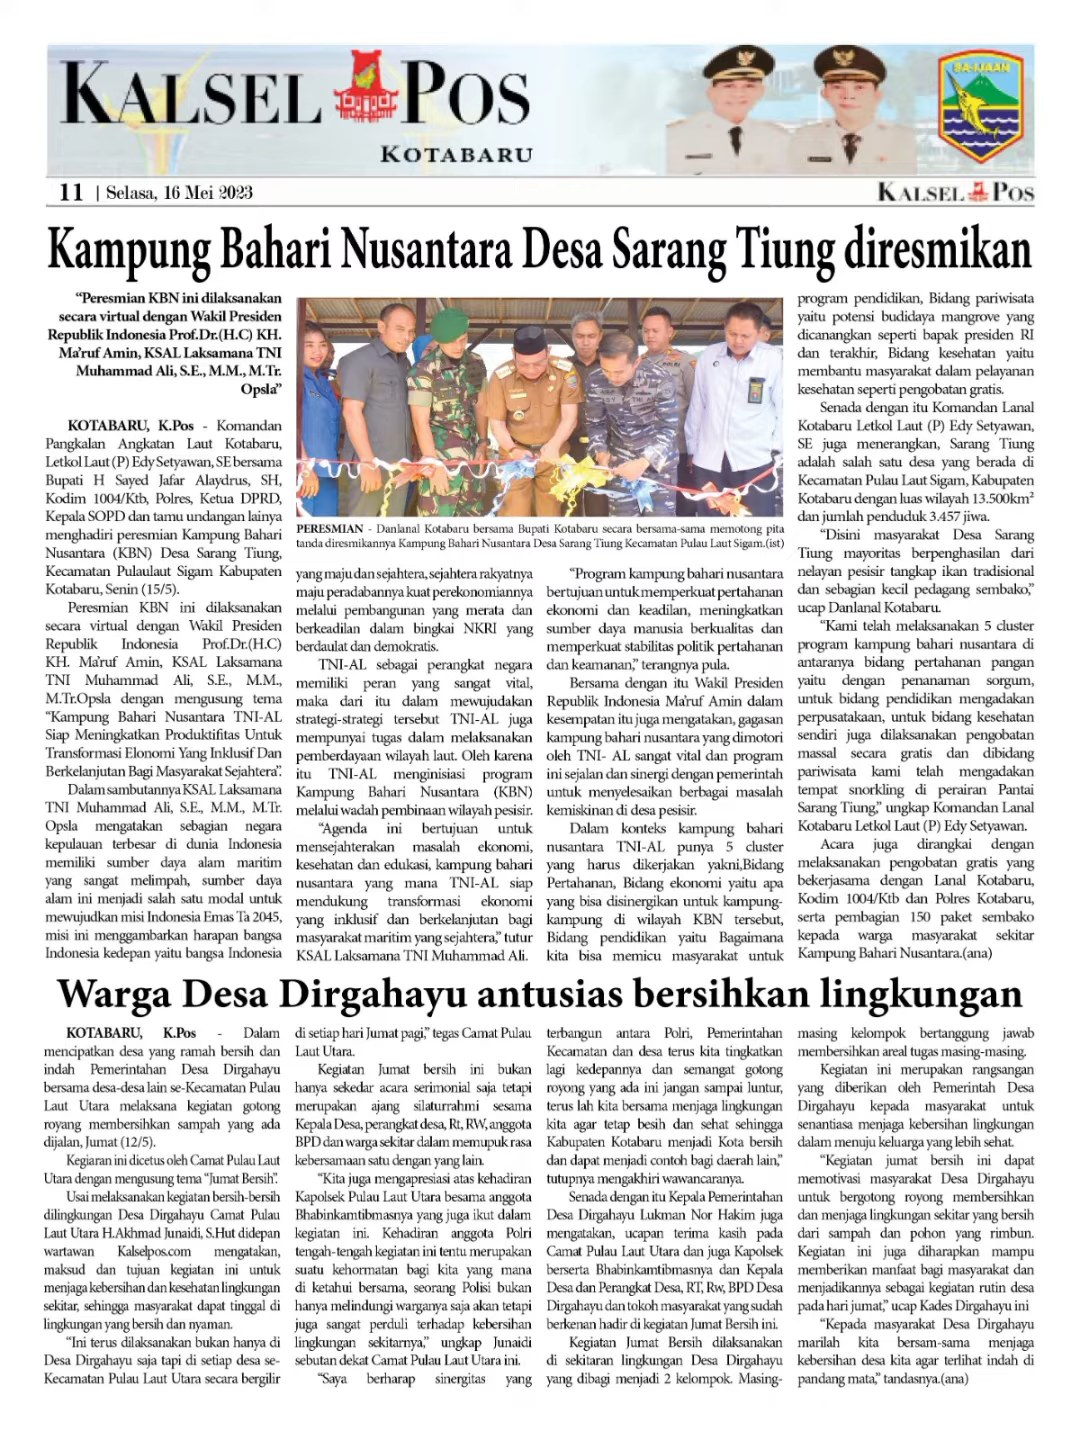 KALSEL POS
KOTABARU
SA-IJAAN
11 | Selasa, 16 Mei 2023
KALSEL POS
Kampung Bahari Nusantara Desa Sarang Tiung diresmikan
“Peresmian KBN ini dilaksanakan
secara virtual dengan Wakil Presiden
Republik Indonesia Prof.Dr.(H.C) KH.
Ma’ruf Amin, KSAL Laksamana TNI
Muhammad Ali, S.E., M.M., M.Tr.
Opsla”
KOTABARU, K.Pos - Komandan
Pangkalan Angkatan Laut Kotabaru,
Letkol Laut (P) Edy Setyawan, SE bersama
Bupati H Sayed Jafar Alaydrus, SH,
Kodim 1004/Ktb, Polres, Ketua DPRD,
Kepala SOPD dan tamu undangan lainya
menghadiri peresmian Kampung Bahari
Nusantara (KBN) Desa Sarang Tiung,
Kecamatan Pulaulaut Sigam Kabupaten
Kotabaru, Senin (15/5).
Peresmian KBN ini dilaksanakan
secara virtual dengan Wakil Presiden
Republik Indonesia Prof.Dr.(H.C)
KH. Ma’ruf Amin, KSAL Laksamana
TNI Muhammad Ali, S.E., M.M.,
M.Tr.Opsla dengan mengusung tema
“Kampung Bahari Nusantara TNI-AL
Siap Meningkatkan Produktifitas Untuk
Transformasi Elonomi Yang Inklusif Dan
Berkelanjutan Bagi Masyarakat Sejahtera”.
Dalam sambutannya KSAL Laksamana
TNI Muhammad Ali, S.E., M.M., M.Tr.
Opsla mengatakan sebagian negara
kepulauan terbesar di dunia Indonesia
memiliki sumber daya alam maritim
yang sangat melimpah, sumber daya
alam ini menjadi salah satu modal untuk
mewujudkan misi Indonesia Emas Ta 2045,
misi ini menggambarkan harapan bangsa
Indonesia kedepan yaitu bangsa Indonesia
PERESMIAN - Danlanal Kotabaru bersama Bupati Kotabaru secara bersama-sama memotong pita
tanda diresmikannya Kampung Bahari Nusantara Desa Sarang Tiung Kecamatan Pulau Laut Sigam.(ist)
yang maju dan sejahtera, sejahtera rakyatnya
maju peradabannya kuat perekonomiannya
melalui pembangunan yang merata dan
berkeadilan dalam bingkai NKRI yang
berdaulat dan demokratis.
TNI-AL sebagai perangkat negara
memiliki peran yang sangat vital,
maka dari itu dalam mewujudkan
strategi-strategi tersebut TNI-AL juga
mempunyai tugas dalam melaksanakan
pemberdayaan wilayah laut. Oleh karena
itu TNI-AL menginisiasi program
Kampung Bahari Nusantara (KBN)
melalui wadah pembinaan wilayah pesisir.
“Agenda ini bertujuan untuk
mensejahterakan masalah ekonomi,
kesehatan dan edukasi, kampung bahari
nusantara yang mana TNI-AL siap
mendukung transformasi ekonomi
yang inklusif dan berkelanjutan bagi
masyarakat maritim yang sejahtera,” tutur
KSAL Laksamana TNI Muhammad Ali.
“Program kampung bahari nusantara
bertujuan untuk memperkuat pertahanan
ekonomi dan keadilan, meningkatkan
sumber daya manusia berkualitas dan
memperkuat stabilitas politik pertahanan
dan keamanan,” terangnya pula.
Bersama dengan itu Wakil Presiden
Republik Indonesia Ma’ruf Amin dalam
kesempatan itu juga mengatakan, gagasan
kampung bahari nusantara yang dimotori
oleh TNI- AL sangat vital dan program
ini sejalan dan sinergi dengan pemerintah
untuk menyelesaikan berbagai masalah
kemiskinan di desa pesisir.
Dalam konteks kampung bahari
nusantara TNI-AL punya 5 cluster
yang harus dikerjakan yakni,Bidang
Pertahanan, Bidang ekonomi yaitu apa
yang bisa disinergikan untuk kampung-
kampung di wilayah KBN tersebut,
Bidang pendidikan yaitu Bagaimana
kita bisa memicu masyarakat untuk
program pendidikan, Bidang pariwisata
yaitu potensi budidaya mangrove yang
dicanangkan seperti bapak presiden RI
dan terakhir, Bidang kesehatan yaitu
membantu masyarakat dalam pelayanan
kesehatan seperti pengobatan gratis.
Senada dengan itu Komandan Lanal
Kotabaru Letkol Laut (P) Edy Setyawan,
SE juga menerangkan, Sarang Tiung
adalah salah satu desa yang berada di
Kecamatan Pulau Laut Sigam, Kabupaten
Kotabaru dengan luas wilayah 13.500km²
dan jumlah penduduk 3.457 jiwa.
“Disini masyarakat Desa Sarang
Tiung mayoritas berpenghasilan dari
nelayan pesisir tangkap ikan tradisional
dan sebagian kecil pedagang sembako,”
ucap Danlanal Kotabaru.
“Kami telah melaksanakan 5 cluster
program kampung bahari nusantara di
antaranya bidang pertahanan pangan
yaitu dengan penanaman sorgum,
untuk bidang pendidikan mengadakan
perpusatakaan, untuk bidang kesehatan
sendiri juga dilaksanakan pengobatan
massal secara gratis dan dibidang
pariwisata kami telah mengadakan
tempat snorkling di perairan Pantai
Sarang Tiung,” ungkap Komandan Lanal
Kotabaru Letkol Laut (P) Edy Setyawan.
Acara juga dirangkai dengan
melaksanakan pengobatan gratis yang
bekerjasama dengan Lanal Kotabaru,
Kodim 1004/Ktb dan Polres Kotabaru,
serta pembagian 150 paket sembako
kepada warga masyarakat sekitar
Kampung Bahari Nusantara.(ana)
Warga Desa Dirgahayu antusias bersihkan lingkungan
KOTABARU, K.Pos - Dalam
mencipatkan desa yang ramah bersih dan
indah Pemerintahan Desa Dirgahayu
bersama desa-desa lain se-Kecamatan Pulau
Laut Utara melaksana kegiatan gotong
royang membersihkan sampah yang ada
dijalan, Jumat (12/5).
Kegiaran ini dicetus oleh Camat Pulau Laut
Utara dengan mengusung tema “Jumat Bersih”.
Usai melaksanakan kegiatan bersih-bersih
dilingkungan Desa Dirgahayu Camat Pulau
Laut Utara H.Akhmad Junaidi, S.Hut didepan
wartawan Kalselpos.com mengatakan,
maksud dan tujuan kegiatan ini untuk
menjaga kebersihan dan kesehatan lingkungan
sekitar, sehingga masyarakat dapat tinggal di
lingkungan yang bersih dan nyaman.
“Ini terus dilaksanakan bukan hanya di
Desa Dirgahayu saja tapi di setiap desa se-
Kecamatan Pulau Laut Utara secara bergilir
di setiap hari Jumat pagi,” tegas Camat Pulau
Laut Utara.
Kegiatan Jumat bersih ini bukan
hanya sekedar acara serimonial saja tetapi
merupakan ajang silaturrahmi sesama
Kepala Desa, perangkat desa, Rt, RW, anggota
BPD dan warga sekitar dalam memupuk rasa
kebersamaan satu dengan yang lain.
“Kita juga mengapresiasi atas kehadiran
Kapolsek Pulau Laut Utara besama anggota
Bhabinkamtibmasnya yang juga ikut dalam
kegiatan ini. Kehadiran anggota Polri
tengah-tengah kegiatan ini tentu merupakan
suatu kehormatan bagi kita yang mana
di ketahui bersama, seorang Polisi bukan
hanya melindungi warganya saja akan tetapi
juga sangat perduli terhadap kebersihan
lingkungan sekitarnya,” ungkap Junaidi
sebutan dekat Camat Pulau Laut Utara ini.
“Saya berharap sinergitas yang
terbangun antara Polri, Pemerintahan
Kecamatan dan desa terus kita tingkatkan
lagi kedepannya dan semangat gotong
royong yang ada ini jangan sampai luntur,
terus lah kita bersama menjaga lingkungan
kita agar tetap besih dan sehat sehingga
Kabupaten Kotabaru menjadi Kota bersih
dan dapat menjadi contoh bagi daerah lain,”
tutupnya mengakhiri wawancaranya.
Senada dengan itu Kepala Pemerintahan
Desa Dirgahayu Lukman Nor Hakim juga
mengatakan, ucapan terima kasih pada
Camat Pulau Laut Utara dan juga Kapolsek
berserta Bhabinkamtibmasnya dan Kepala
Desa dan Perangkat Desa, RT, Rw, BPD Desa
Dirgahayu dan tokoh masyarakat yang sudah
berkenan hadir di kegiatan Jumat Bersih ini.
Kegiatan Jumat Bersih dilaksanakan
di sekitaran lingkungan Desa Dirgahayu
yang dibagi menjadi 2 kelompok. Masing-
masing kelompok bertanggung jawab
membersihkan areal tugas masing-masing.
Kegiatan ini merupakan rangsangan
yang diberikan oleh Pemerintah Desa
Dirgahayu kepada masyarakat untuk
senantiasa menjaga kebersihan lingkungan
dalam menuju keluarga yang lebih sehat.
“Kegiatan jumat bersih ini dapat
memotivasi masyarakat Desa Dirgahayu
untuk bergotong royong membersihkan
dan menjaga lingkungan sekitar yang bersih
dari sampah dan pohon yang rimbun.
Kegiatan ini juga diharapkan mampu
memberikan manfaat bagi masyarakat dan
menjadikannya sebagai kegiatan rutin desa
pada hari jumat,” ucap Kades Dirgahayu ini
“Kepada masyarakat Desa Dirgahayu
marilah kita bersam-sama menjaga
kebersihan desa kita agar terlihat indah di
pandang mata,” tandasnya.(ana)